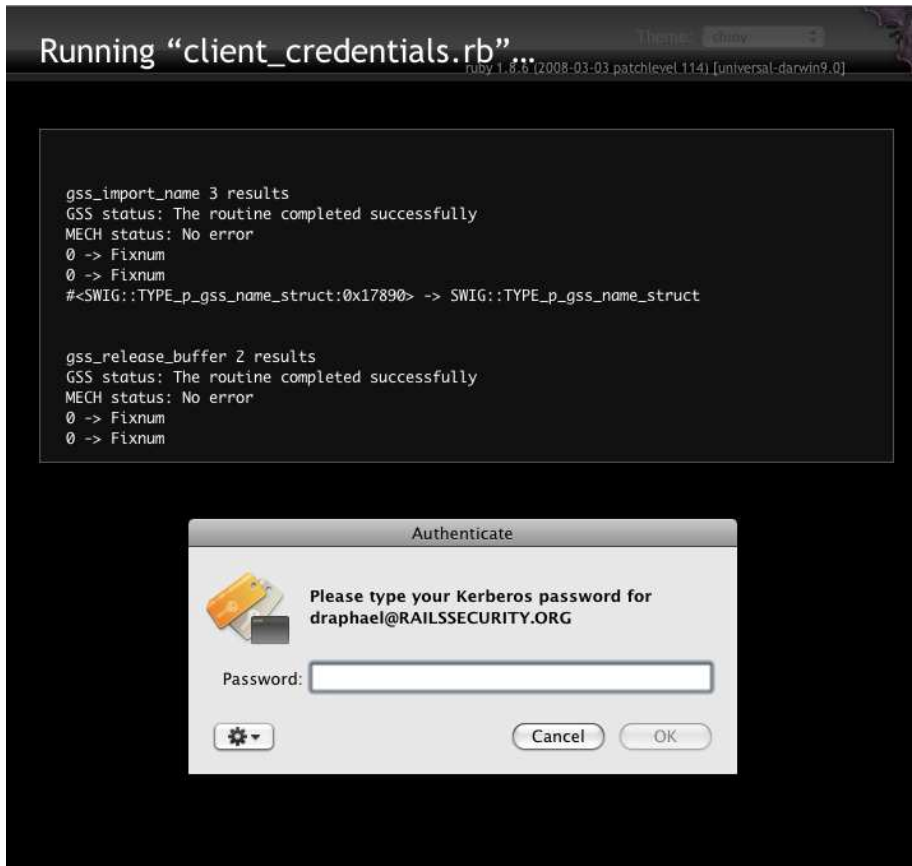 Theme:
Running “client_credentials.rb”...
ruby 1.8.6 (2008-03-03 patchlevel 114) [universal-darwin9.0]
gss_import_name 3 results
GSS status: The routine completed successfully
MECH status: No error
0 -> Fixnum
0 -> Fixnum
#<SWIG::TYPE_p_gss_name_struct:0x17890> -> SWIG::TYPE_p_gss_name_struct
gss_release_buffer 2 results
GSS status: The routine completed successfully
MECH status: No error
0 -> Fixnum
0 -> Fixnum
Authenticate
Please type your Kerberos password for
draphael@RAILSSECURITY.ORG
Password:
Cancel OK